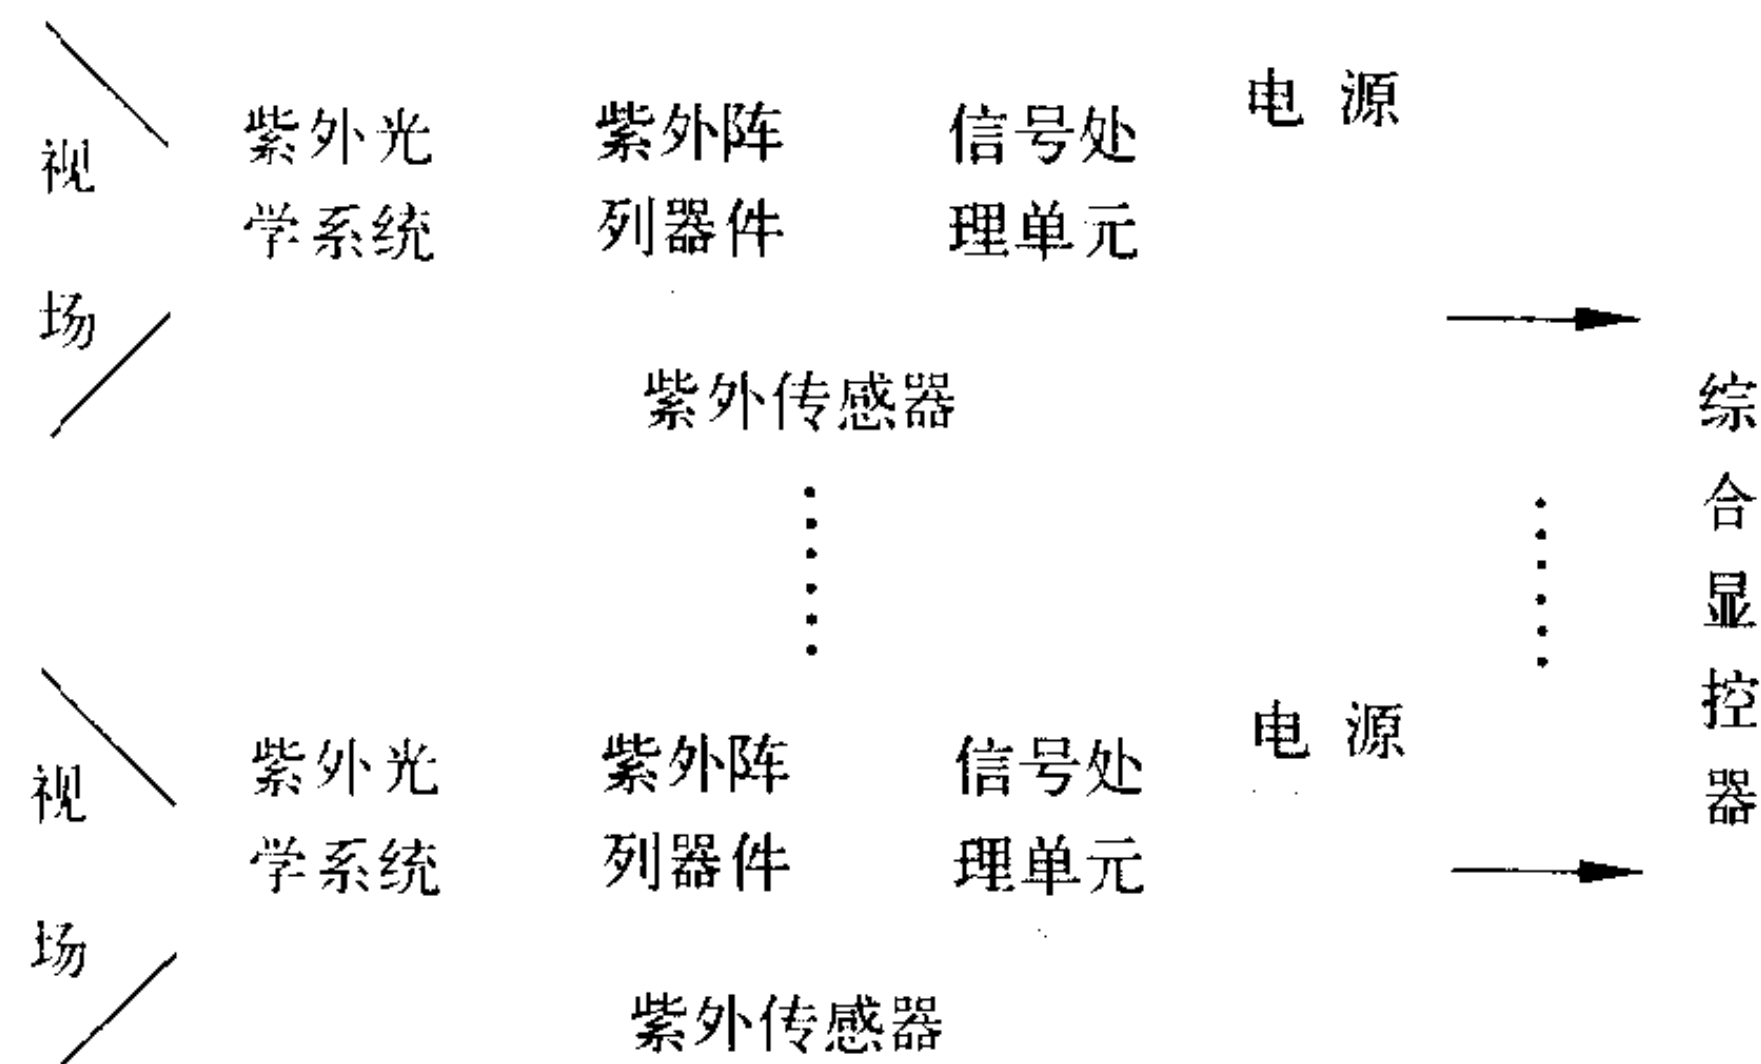 视场
紫外光
学系统
紫外阵
列器件
信号处
理单元
电 源
紫外传感器
视场
紫外光
学系统
紫外阵
列器件
信号处
理单元
电 源
紫外传感器
综合显控器